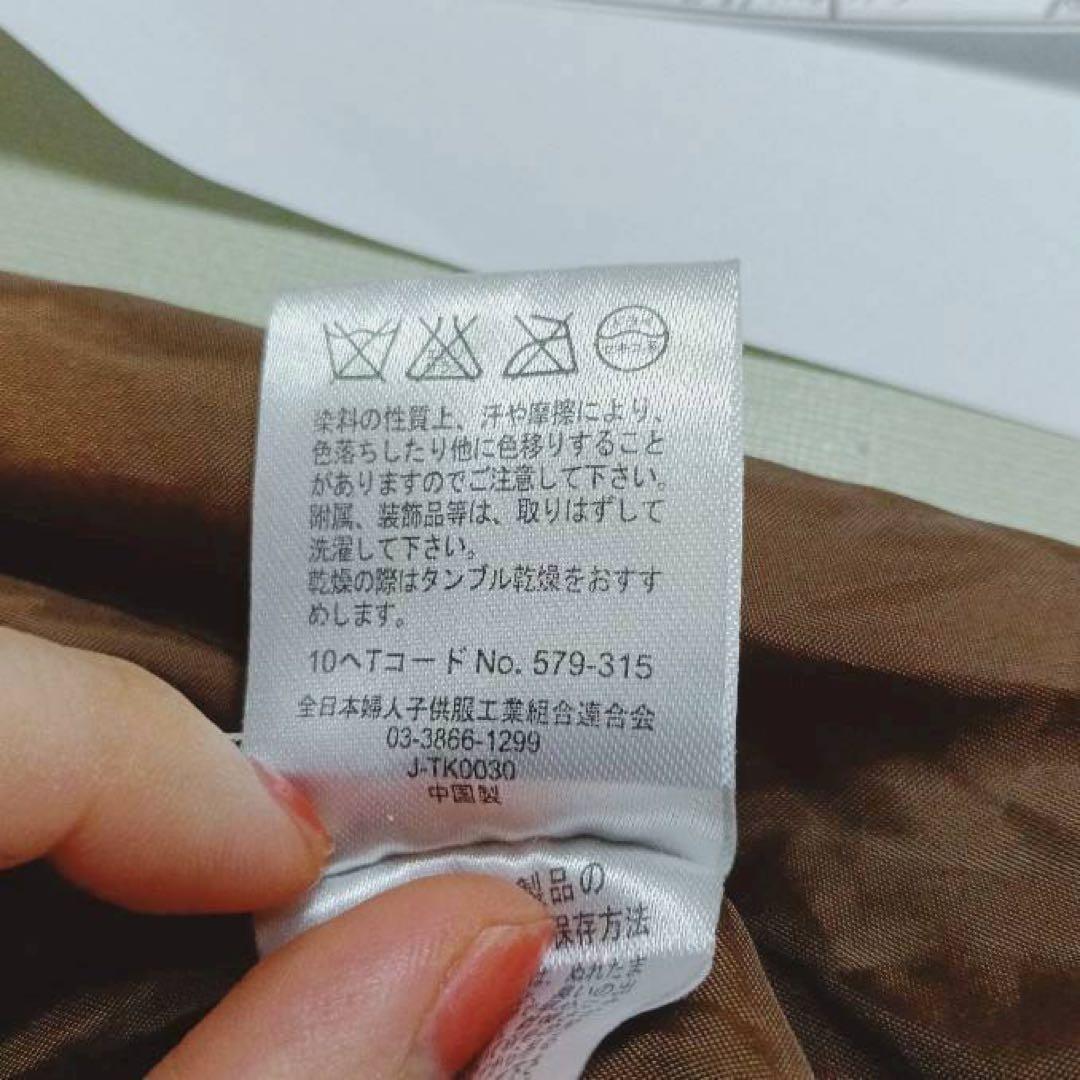 染料の性質上、汗や摩擦により、
色落ちしたり他に色移りすること
がありますのでご注意して下さい。
附属、装飾品等は、取りはずして
洗濯して下さい。
乾燥の際はタンブル乾燥をおすす
めします。
10ヘTコードNo. 579-315
全日本婦人子供服工業組合連合会
03-3866-1299
J-TK0030
中国製
製品の
保存方法
ぬれたま